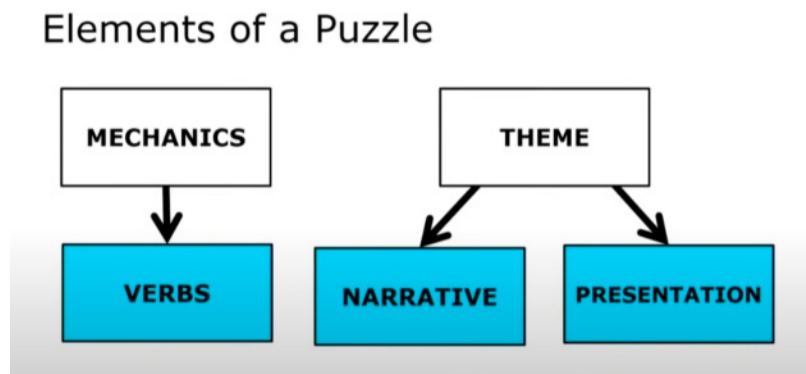 Elements of a Puzzle
MECHANICS
THEME
VERBS
NARRATIVE
PRESENTATION